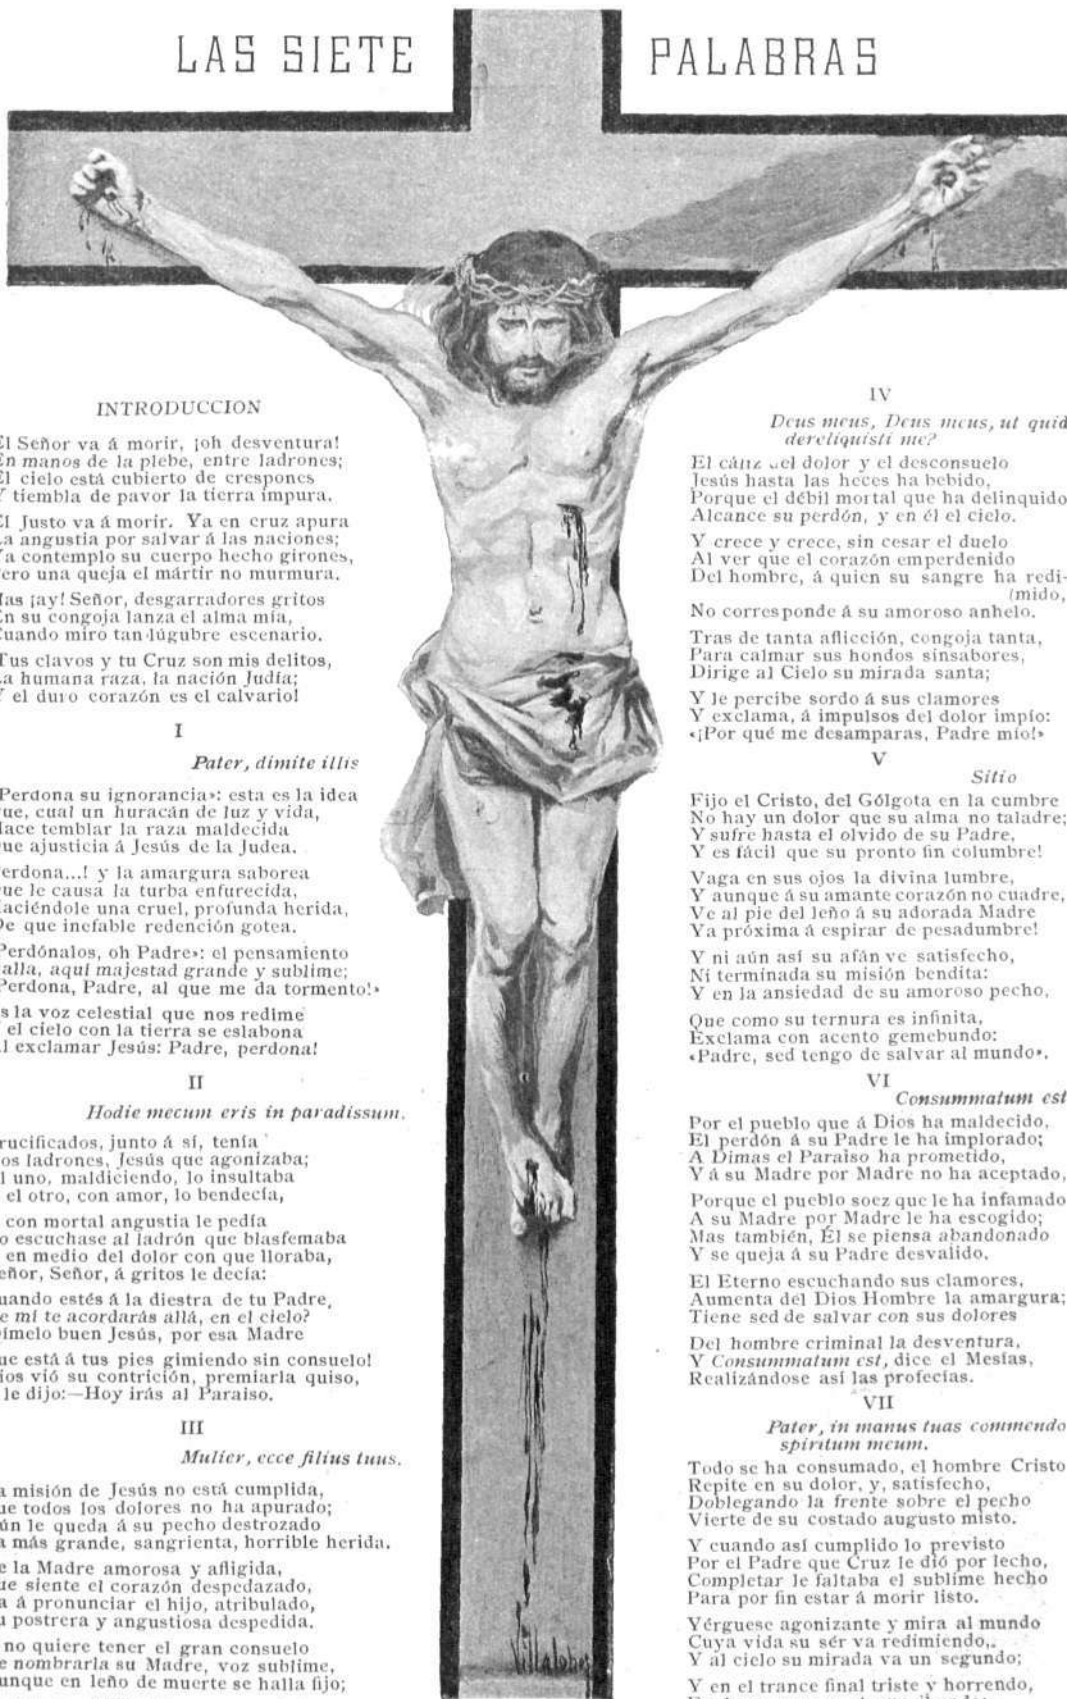 LAS SIETE PALABRAS
INTRODUCCION
El Señor va á morir, ¡oh desventura!
En manos de la plebe, entre ladrones;
El cielo está cubierto de crespones
Y tiembla de pavor la tierra impura.
El Justo va á morir. Ya en cruz apura
La angustia por salvar á las naciones;
Ya contemplo su cuerpo hecho girones,
ero una queja el mártir no murmura.
as ¡ay! Señor, desgarradores gritos
En su congoja lanza el alma mía,
uando miro tan lúgubre escenario.
Tus clavos y tu Cruz son mis delitos,
a humana raza, la nación Judía;
Y el duro corazón es el calvario!
I
Pater, dimite illis
Perdona su ignorancia»: esta es la idea
ue, cual un huracán de luz y vida,
ace temblar la raza maldecida
ue ajusticia á Jesús de la Judea.
erdona...! y la amargura saborea
ue le causa la turba enfurecida,
aciéndole una cruel, profunda herida,
De que inefable redención gotea.
Perdónalos, oh Padre»: el pensamiento
alla, aquí majestad grande y sublime;
Perdona, Padre, al que me da tormento!»
s la voz celestial que nos redime
el cielo con la tierra se eslabona
l exclamar Jesús: Padre, perdona!
II
Hodie mecum eris in paradissum.
rucificados, junto á sí, tenía
os ladrones, Jesús que agonizaba;
l uno, maldiciendo, lo insultaba
el otro, con amor, lo bendecía,
con mortal angustia le pedía
o escuchase al ladrón que blasfemaba
en medio del dolor con que lloraba,
eñor, Señor, á gritos le decía:
uando estés á la diestra de tu Padre,
e mí te acordarás allá, en el cielo?
ímelo buen Jesús, por esa Madre
ue está á tus pies gimiendo sin consuelo!
ios vió su contrición, premiarla quiso,
le dijo:—Hoy irás al Paraiso.
III
Mulier, ecce filius tuus.
a misión de Jesús no está cumplida,
ue todos los dolores no ha apurado;
ún le queda á su pecho destrozado
a más grande, sangrienta, horrible herida.
e la Madre amorosa y afligida,
ue siente el corazón despedazado,
a á pronunciar el hijo, atribulado,
u postrera y angustiosa despedida.
no quiere tener el gran consuelo
e nombrarla su Madre, voz sublime,
unque en leño de muerte se halla fijo;
Villalobos
IV
Deus meus, Deus meus, ut quid
dereliquisti me?
El cáliz del dolor y el desconsuelo
Jesús hasta las heces ha bebido,
Porque el débil mortal que ha delinquido
Alcance su perdón, y en él el cielo.
Y crece y crece, sin cesar el duelo
Al ver que el corazón emperdenido
Del hombre, á quien su sangre ha redi-
(mido,
No corresponde á su amoroso anhelo.
Tras de tanta aflicción, congoja tanta,
Para calmar sus hondos sinsabores,
Dirige al Cielo su mirada santa;
Y le percibe sordo á sus clamores
Y exclama, á impulsos del dolor impío:
«¡Por qué me desamparas, Padre mío!»
V
Sitio
Fijo el Cristo, del Gólgota en la cumbre
No hay un dolor que su alma no taladre;
Y sufre hasta el olvido de su Padre,
Y es fácil que su pronto fin columbre!
Vaga en sus ojos la divina lumbre,
Y aunque á su amante corazón no cuadre,
Ve al pie del leño á su adorada Madre
Ya próxima á espirar de pesadumbre!
Y ni aún así su afán ve satisfecho,
Ni terminada su misión bendita:
Y en la ansiedad de su amoroso pecho,
Que como su ternura es infinita,
Exclama con acento gemebundo:
«Padre, sed tengo de salvar al mundo».
VI
Consummatum est
Por el pueblo que á Dios ha maldecido,
El perdón á su Padre le ha implorado;
A Dimas el Paraiso ha prometido,
Y á su Madre por Madre no ha aceptado,
Porque el pueblo soez que le ha infamado
A su Madre por Madre le ha escogido;
Mas también, Él se piensa abandonado
Y se queja á su Padre desvalido.
El Eterno escuchando sus clamores,
Aumenta del Dios Hombre la amargura;
Tiene sed de salvar con sus dolores
Del hombre criminal la desventura,
Y Consummatum est, dice el Mesías,
Realizándose así las profecías.
VII
Pater, in manus tuas commendo
spiritum meum.
Todo se ha consumado, el hombre Cristo
Repite en su dolor, y, satisfecho,
Doblegando la frente sobre el pecho
Vierte de su costado augusto misto.
Y cuando así cumplido lo previsto
Por el Padre que Cruz le dió por lecho,
Completar le faltaba el sublime hecho
Para por fin estar á morir listo.
Yérguese agonizante y mira al mundo
Cuya vida su sér va redimiendo,
Y al cielo su mirada va un segundo;
Y en el trance final triste y horrendo,